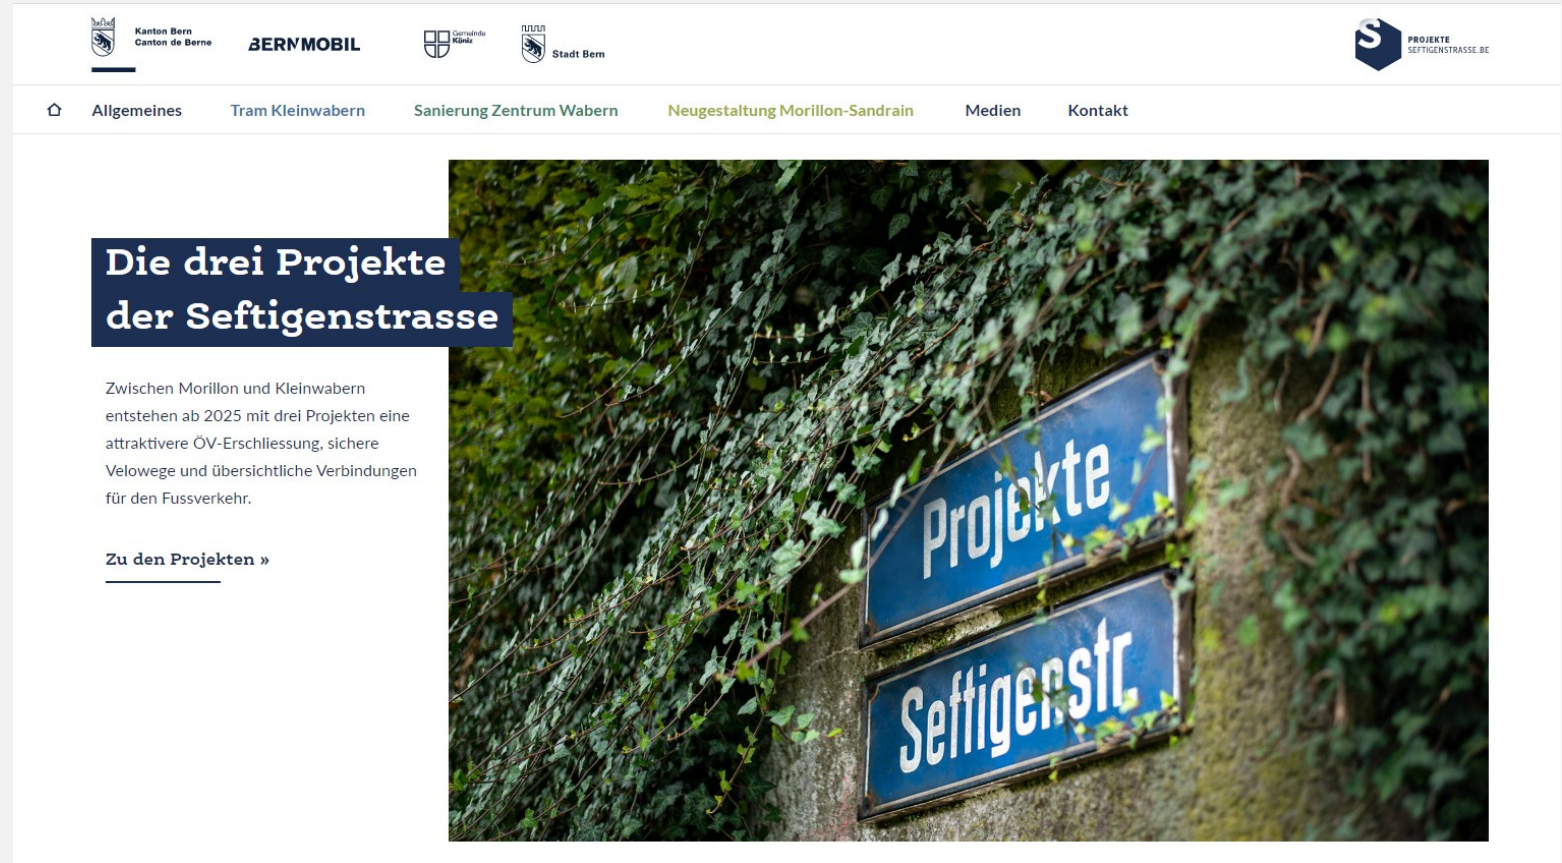 Kanton Bern
Canton de Berne
BERNMOBIL
Gemeinde
Köniz
Stadt Bern
S
PROJEKTE
SEFTIGENSTRASSE.BE
Allgemeines Tram Kleinwabern Sanierung Zentrum Wabern Neugestaltung Morillon-Sandrain Medien Kontakt
Die drei Projekte
der Seftigenstrasse
Zwischen Morillon und Kleinwabern
entstehen ab 2025 mit drei Projekten eine
attraktivere ÖV-Erschliessung, sichere
Velowege und übersichtliche Verbindungen
für den Fussverkehr.
Zu den Projekten »
Projekte
Seftigenstr.